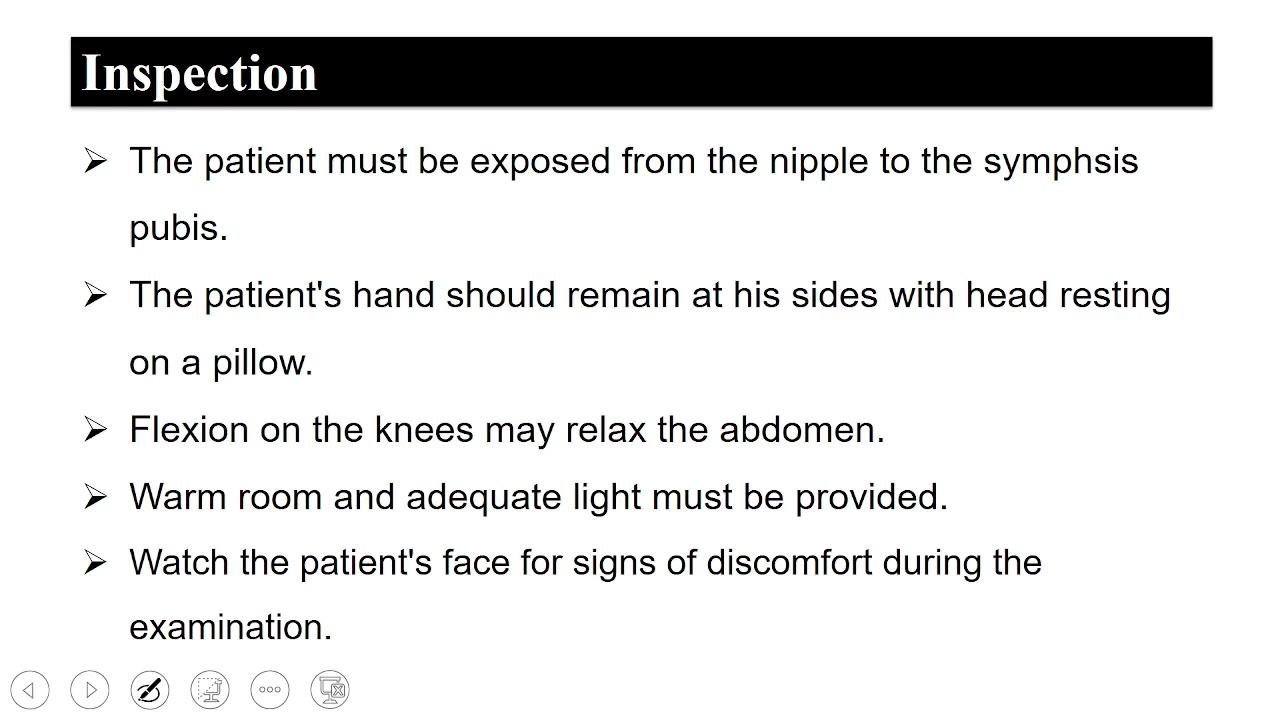 Inspection
➢ The patient must be exposed from the nipple to the symphsis
pubis.
➢ The patient's hand should remain at his sides with head resting
on a pillow.
➢ Flexion on the knees may relax the abdomen.
➢ Warm room and adequate light must be provided.
➢ Watch the patient's face for signs of discomfort during the
examination.